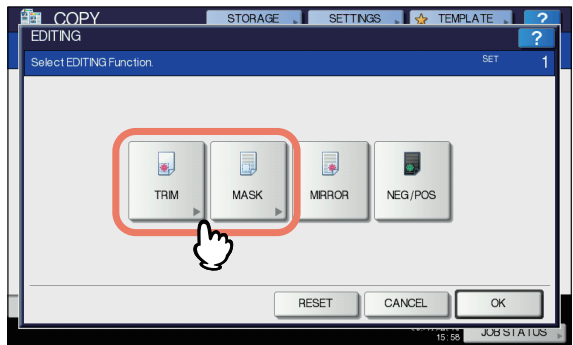 COPY STORAGE SETTINGS TEMPLATE ?
EDITING ?
Select EDITING Function. SET 1
TRIM MASK MIRROR NEG/POS
RESET CANCEL OK
15:58 JOB STATUS